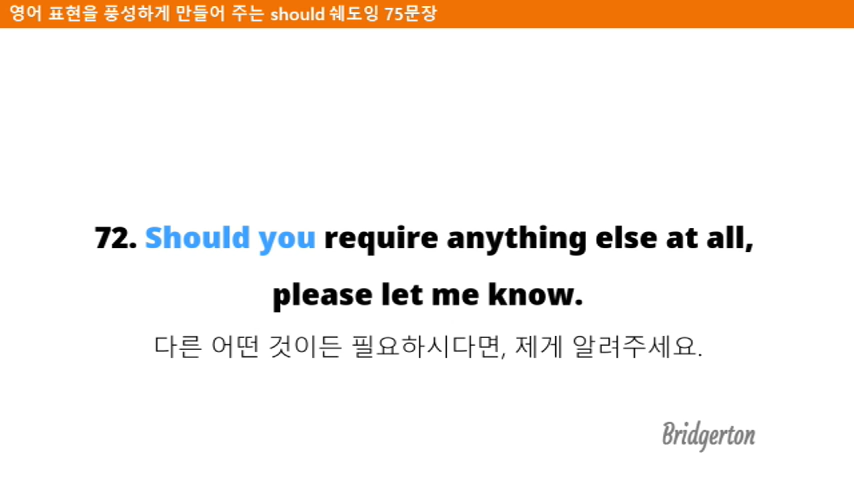 영어 표현을 풍성하게 만들어 주는 should 쉐도잉 75문장
72. Should you require anything else at all,
please let me know.
다른 어떤 것이든 필요하시다면, 제게 알려주세요.
Bridgerton